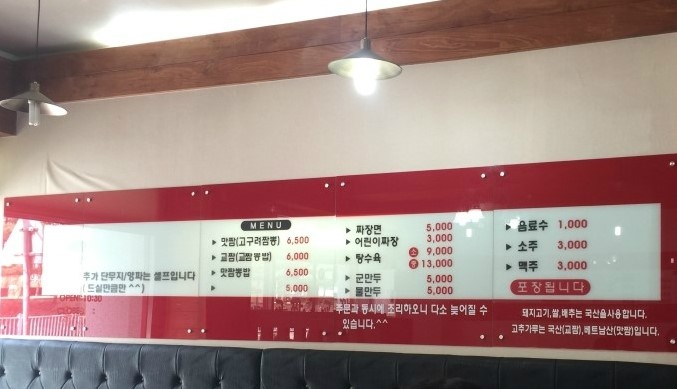 추가 단무지/양파는 셀프입니다
(드실만큼만^^)
OPEN 10:30
CLOSE
MENU
▶ 맛짬(고구려짬뽕) 6,500
▶ 교짬(교짬뽕밥) 6,000
▶ 맛짬뽕밥 6,500
▶ 5,000
▶ 짜장면 5,000
▶ 어린이짜장 3,000
▶ 탕수육 소 9,000
중 13,000
▶ 군만두 5,000
▶ 물만두 5,000
주문과 동시에 조리하오니 다소 늦어질 수
있습니다.^^
▶ 음료수 1,000
▶ 소주 3,000
▶ 맥주 3,000
포장됩니다
돼지고기,쌀,배추는 국산을사용합니다.
고추가루는 국산(교짬),베트남산(맛짬)입니다.